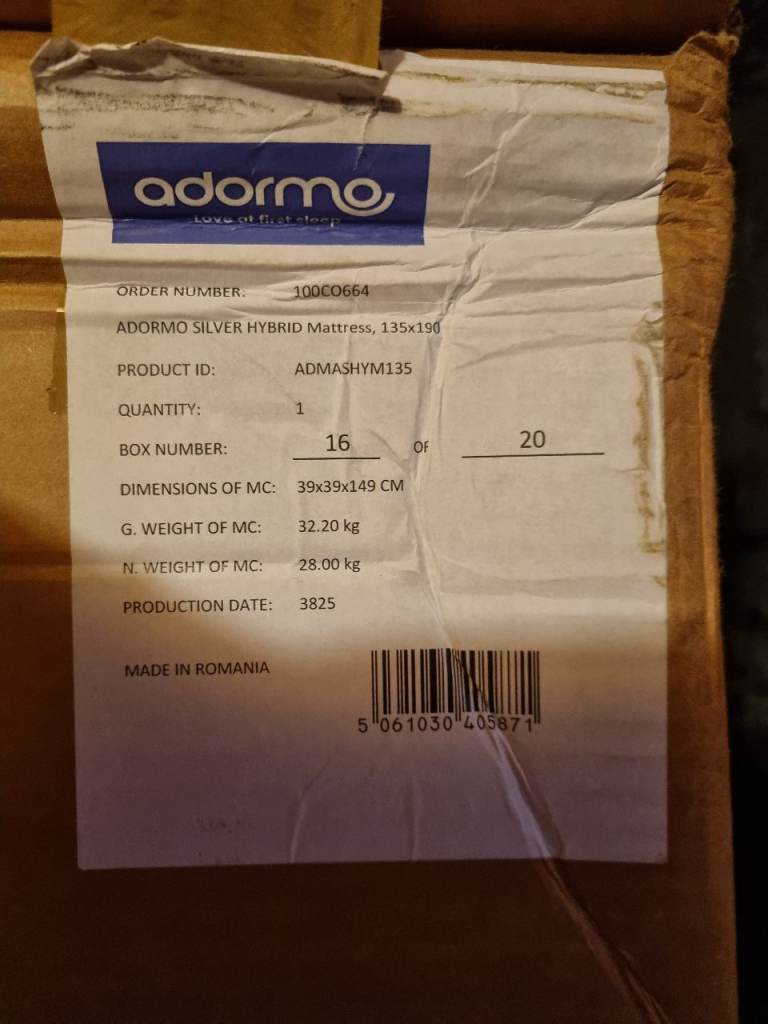 adormo
Love at first sleep
ORDER NUMBER: 100CO664
ADORMO SILVER HYBRID Mattress, 135x190
PRODUCT ID: ADMASHYM135
QUANTITY: 1
BOX NUMBER: 16 OF 20
DIMENSIONS OF MC: 39x39x149 CM
G. WEIGHT OF MC: 32.20 kg
N. WEIGHT OF MC: 28.00 kg
PRODUCTION DATE: 3825
MADE IN ROMANIA
5 061030 405871